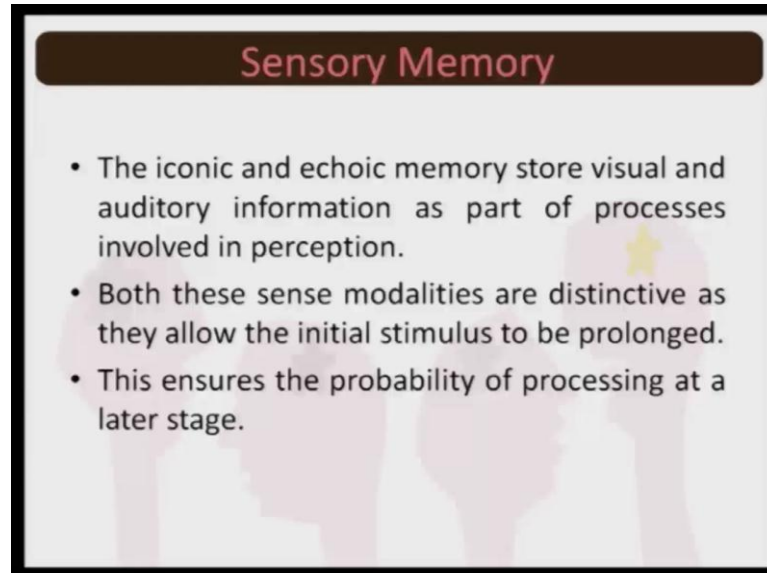 Sensory Memory
• The iconic and echoic memory store visual and
auditory information as part of processes
involved in perception.
• Both these sense modalities are distinctive as
they allow the initial stimulus to be prolonged.
• This ensures the probability of processing at a
later stage.